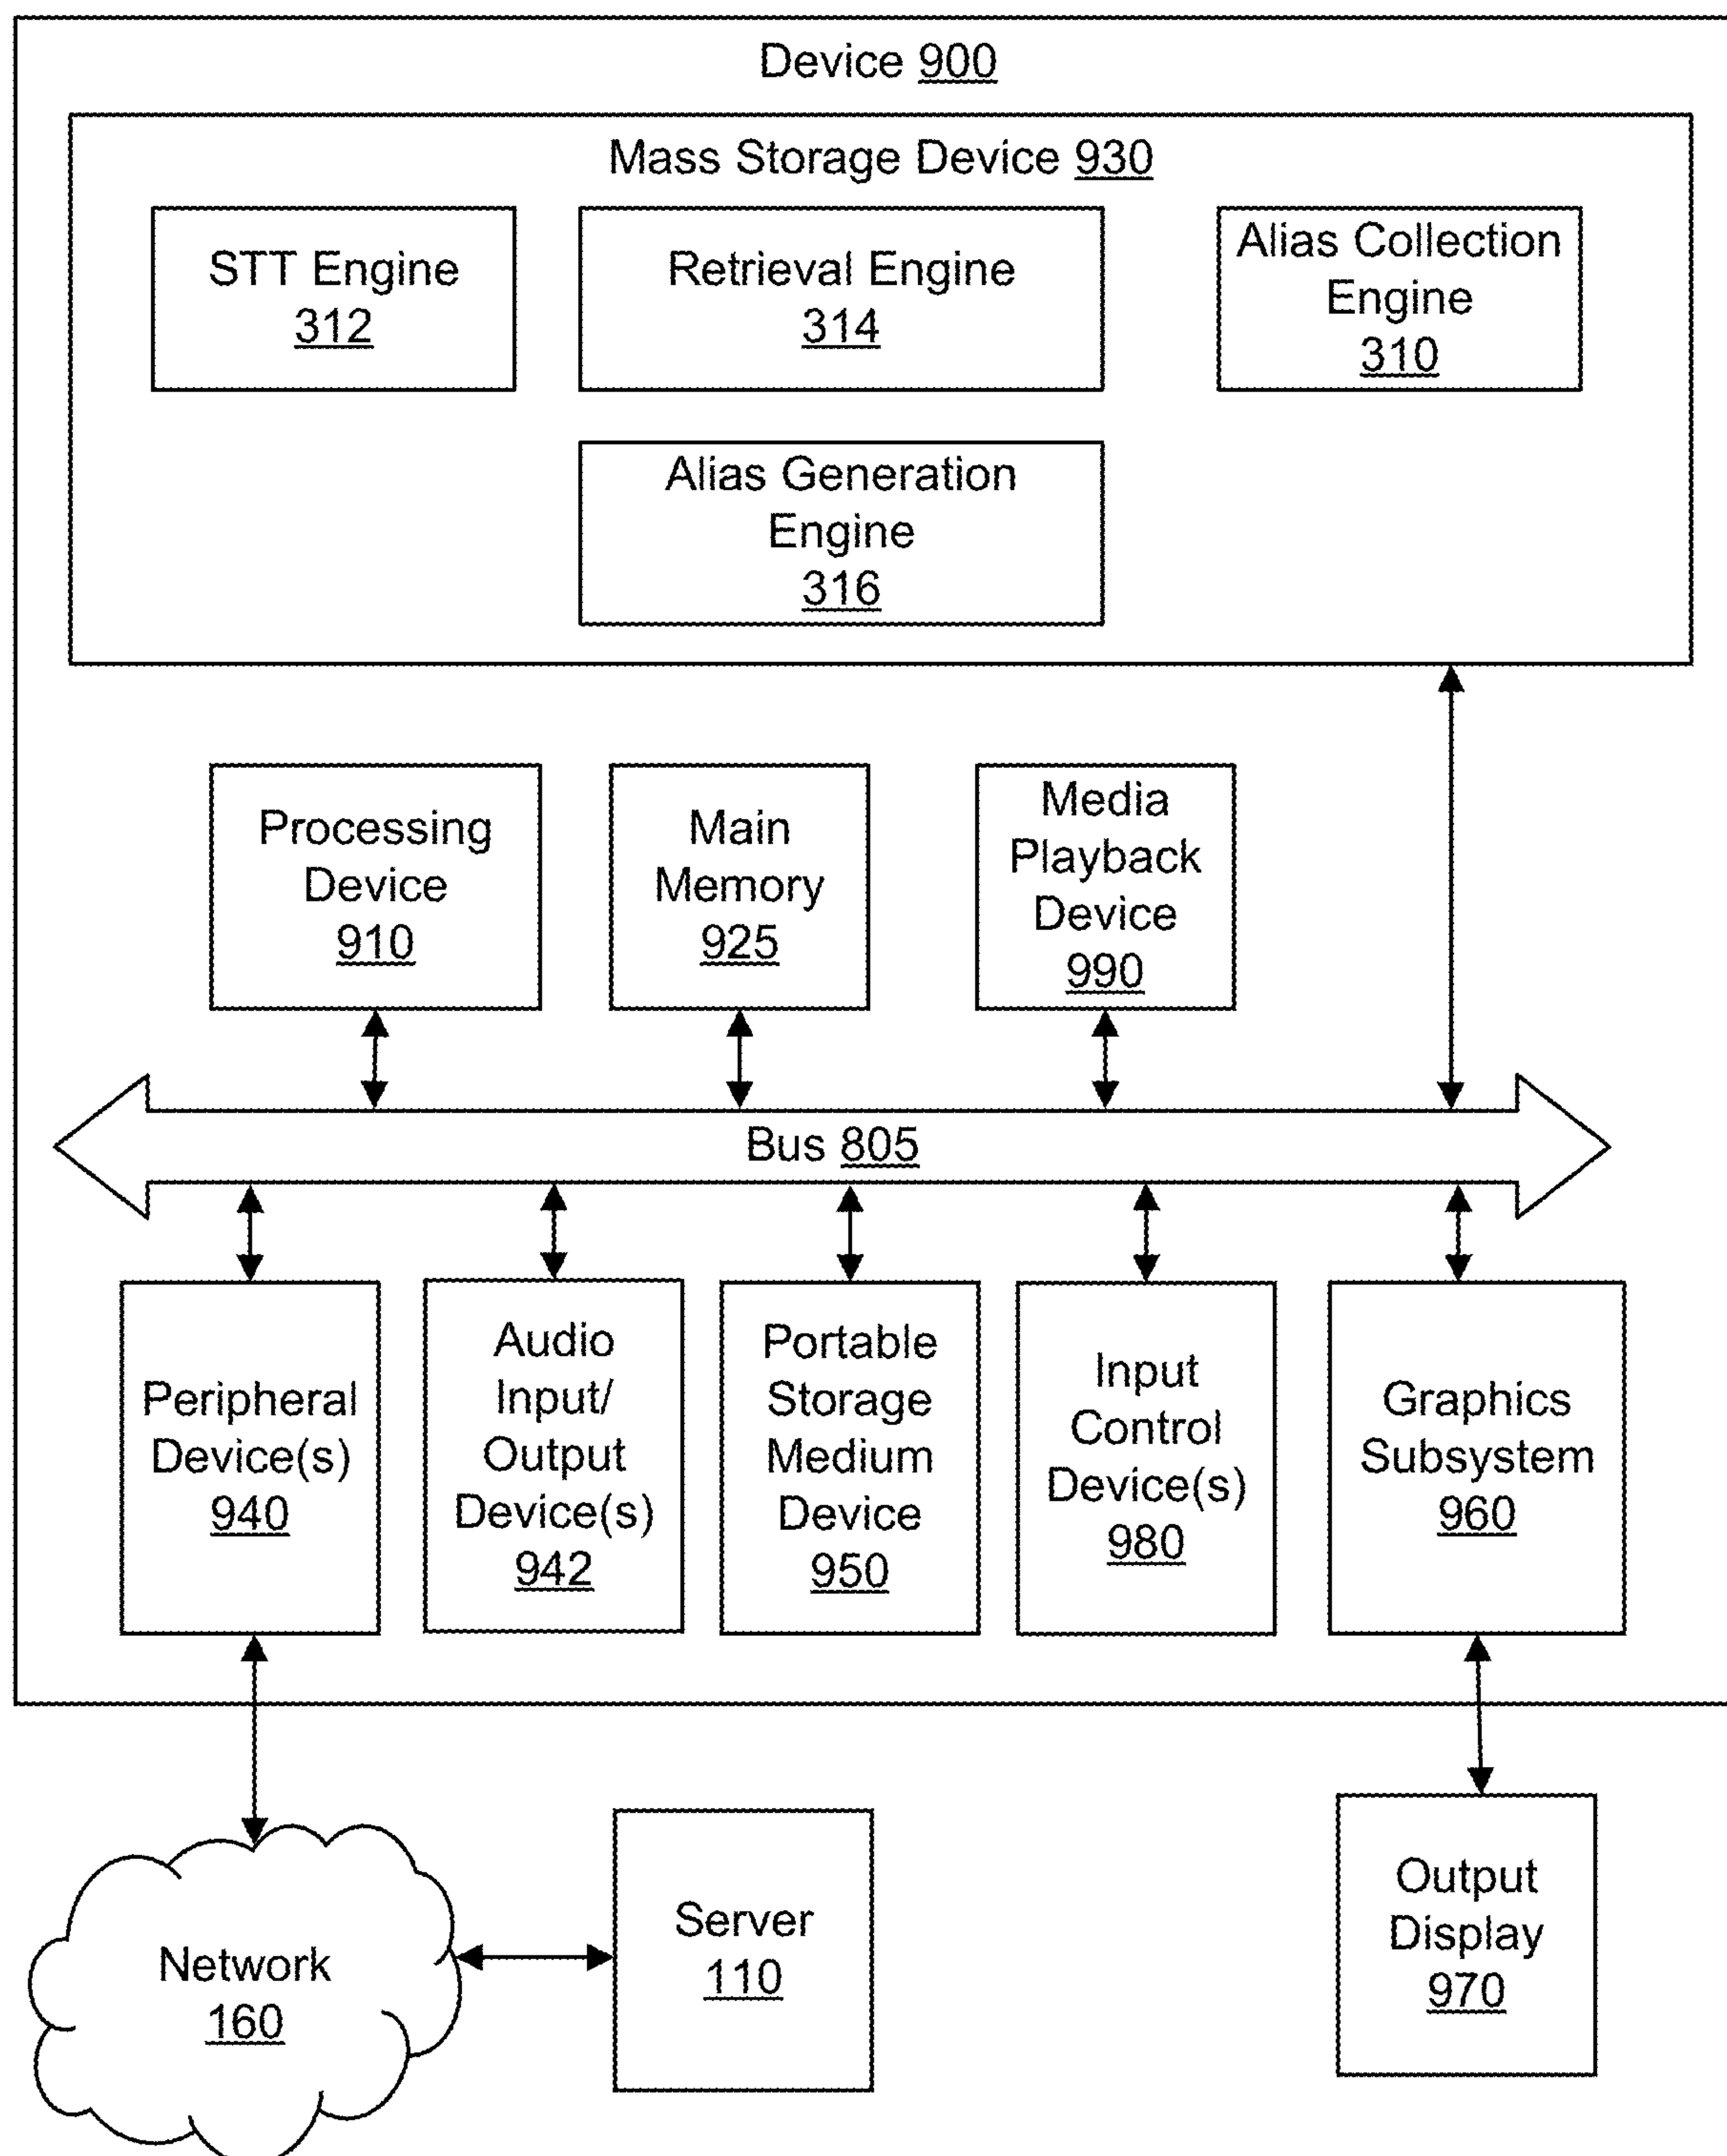 Device 900
Mass Storage Device 930
STT Engine
312
Retrieval Engine
314
Alias Collection
Engine
310
Alias Generation
Engine
316
Processing
Device
910
Main
Memory
925
Media
Playback
Device
990
Bus 805
Peripheral
Device(s)
940
Audio
Input/
Output
Device(s)
942
Portable
Storage
Medium
Device
950
Input
Control
Device(s)
980
Graphics
Subsystem
960
Network
160
Server
110
Output
Display
970